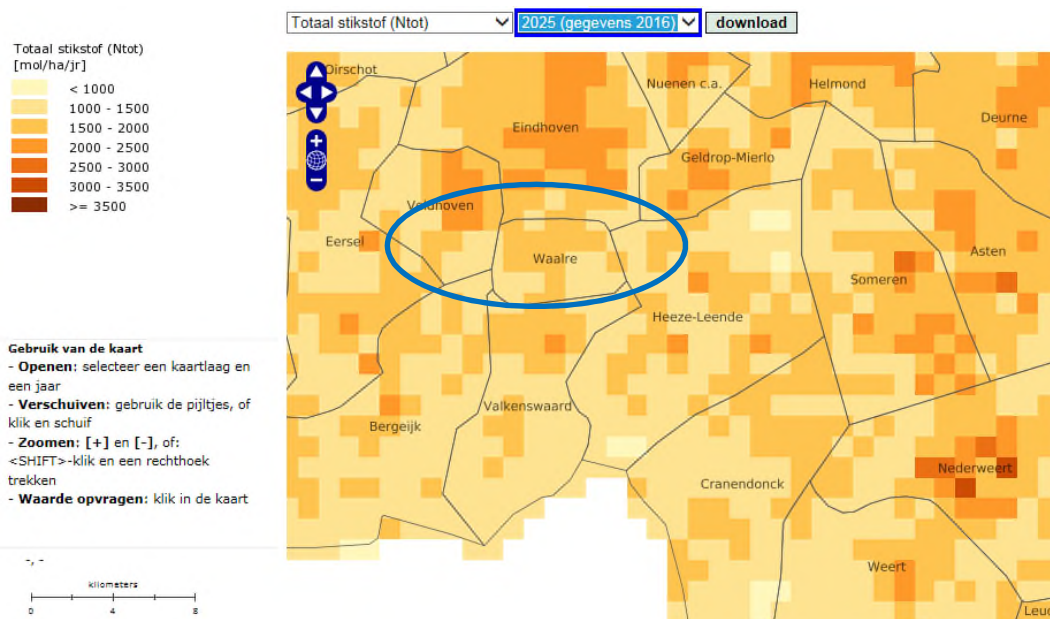 Totaal stikstof (Ntot)
2025 (gegevens 2016)
download
Totaal stikstof (Ntot)
[mol/ha/jr]
< 1000
1000 - 1500
1500 - 2000
2000 - 2500
2500 - 3000
3000 - 3500
>= 3500
Oirschot
Nuenen c.a.
Helmond
Deurne
Eindhoven
Geldrop-Mierlo
Veldhoven
Eersel
Waalre
Asten
Someren
Heeze-Leende
Valkenswaard
Bergeijk
Nederweert
Cranendonck
Weert
Leud
Gebruik van de kaart
- Openen: selecteer een kaartlaag en
een jaar
- Verschuiven: gebruik de pijltjes, of
klik en schuif
- Zoomen: [+] en [-], of:
<SHIFT>-klik en een rechthoek
trekken
- Waarde opvragen: klik in de kaart
-, -
kilometers
0 4 8